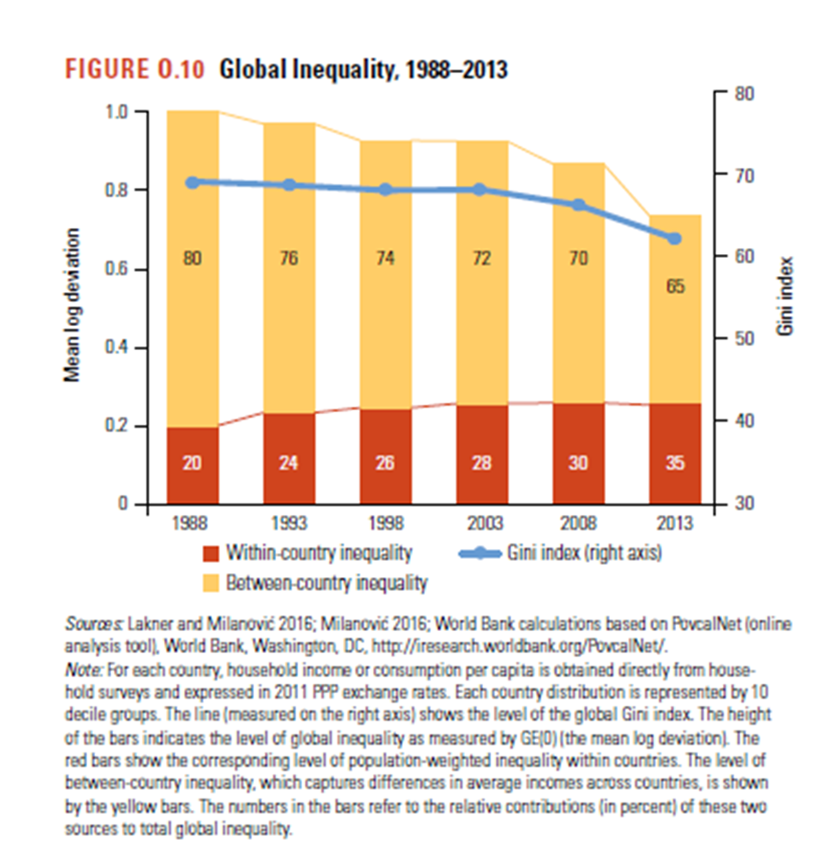 FIGURE O.10 Global Inequality, 1988–2013
80
1.0
70
0.8
80 76 74 72 70
60
0.6
65
Mean log deviation
Gini index
50
0.4
40
0.2
20 24 26 28 30 35
0
30
1988 1993 1998 2003 2008 2013
Within-country inequality
Gini index (right axis)
Between-country inequality
Sources: Lakner and Milanović 2016; Milanović 2016; World Bank calculations based on PovcalNet (online
analysis tool), World Bank, Washington, DC, http://iresearch.worldbank.org/PovcalNet/.
Note: For each country, household income or consumption per capita is obtained directly from house-
hold surveys and expressed in 2011 PPP exchange rates. Each country distribution is represented by 10
decile groups. The line (measured on the right axis) shows the level of the global Gini index. The height
of the bars indicates the level of global inequality as measured by GE(0) (the mean log deviation). The
red bars show the corresponding level of population-weighted inequality within countries. The level of
between-country inequality, which captures differences in average incomes across countries, is shown
by the yellow bars. The numbers in the bars refer to the relative contributions (in percent) of these two
sources to total global inequality.